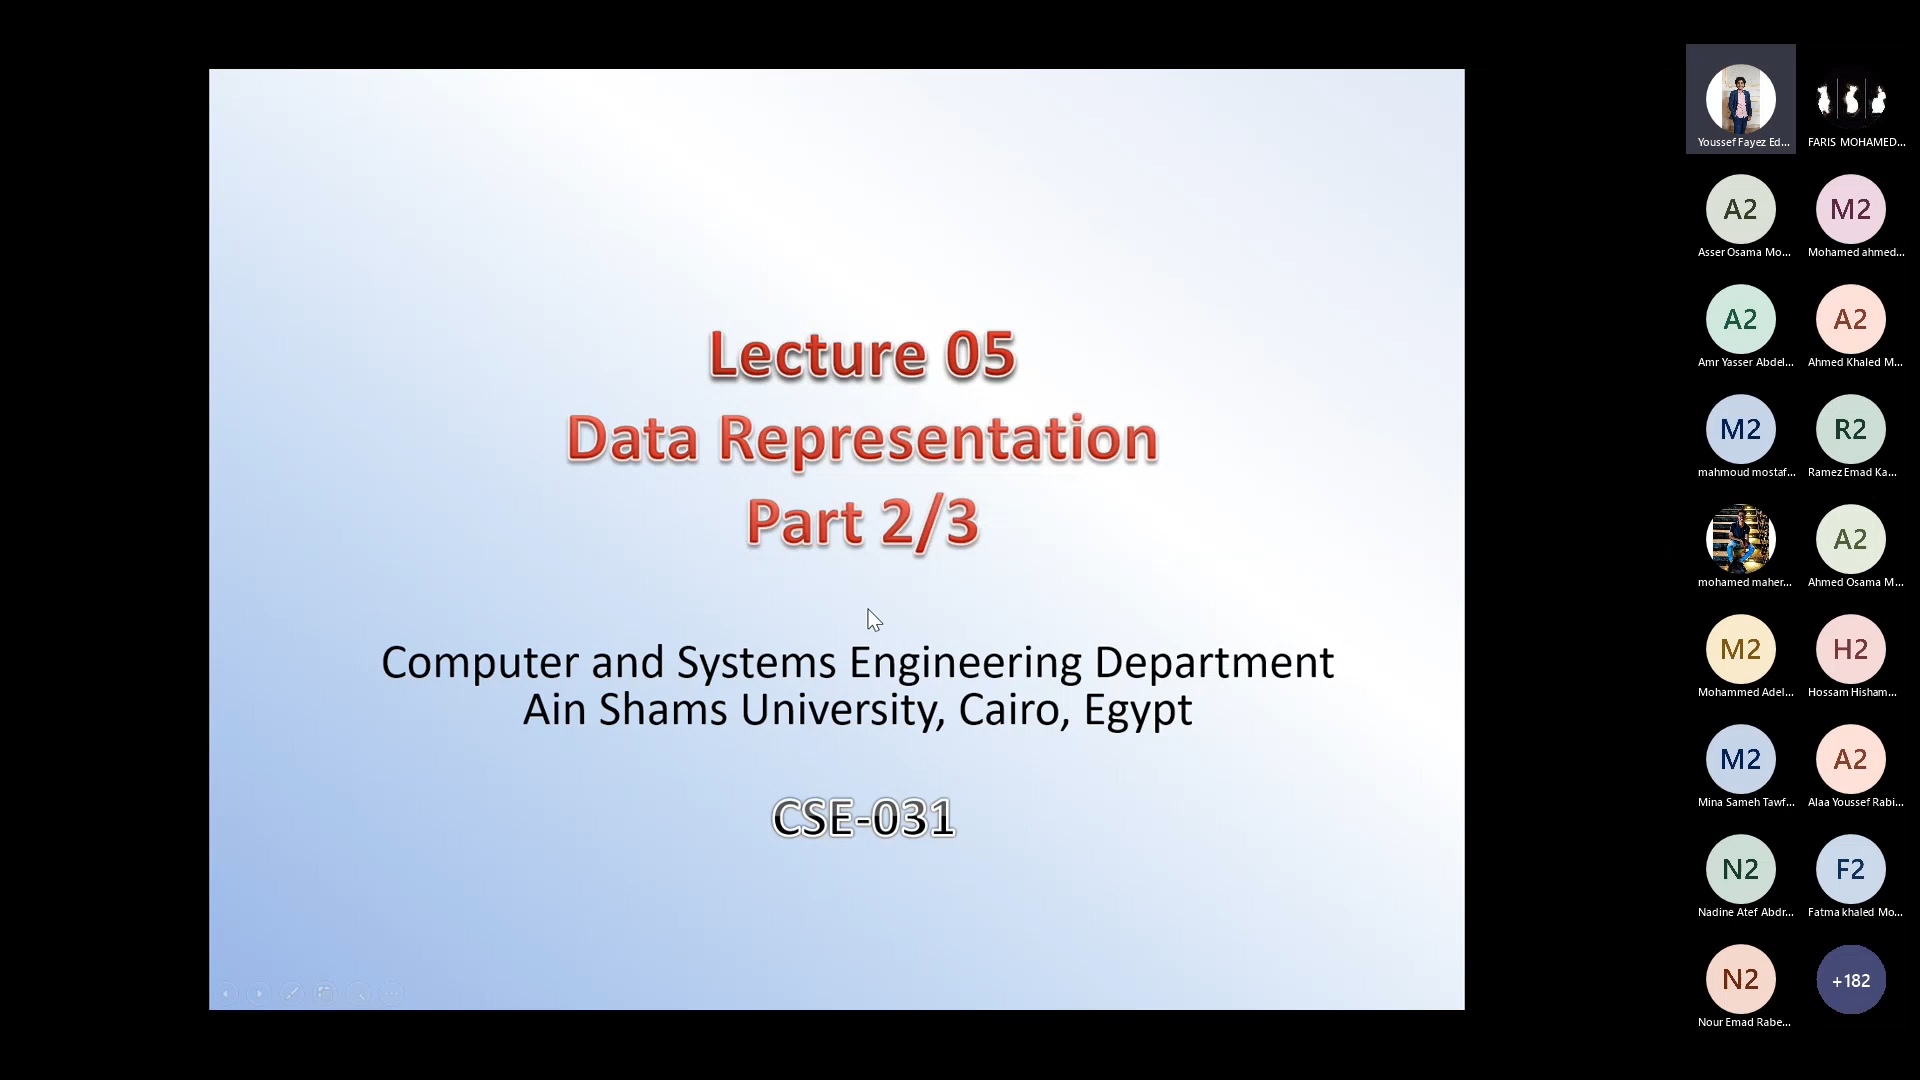 Lecture 05
Data Representation
Part 2/3
Computer and Systems Engineering Department
Ain Shams University, Cairo, Egypt
CSE-031
Youssef Fayez Ed...
FARIS MOHAMED...
A2
Asser Osama Mo...
M2
Mohamed ahmed...
A2
Amr Yasser Abdel...
A2
Ahmed Khaled M...
M2
mahmoud mostaf...
R2
Ramez Emad Ka...
mohamed maher...
A2
Ahmed Osama M...
M2
Mohammed Adel...
H2
Hossam Hisham...
M2
Mina Sameh Tawf...
A2
Alaa Youssef Rabi...
N2
Nadine Atef Abdr...
F2
Fatma khaled Mo...
N2
Nour Emad Rabe...
+182